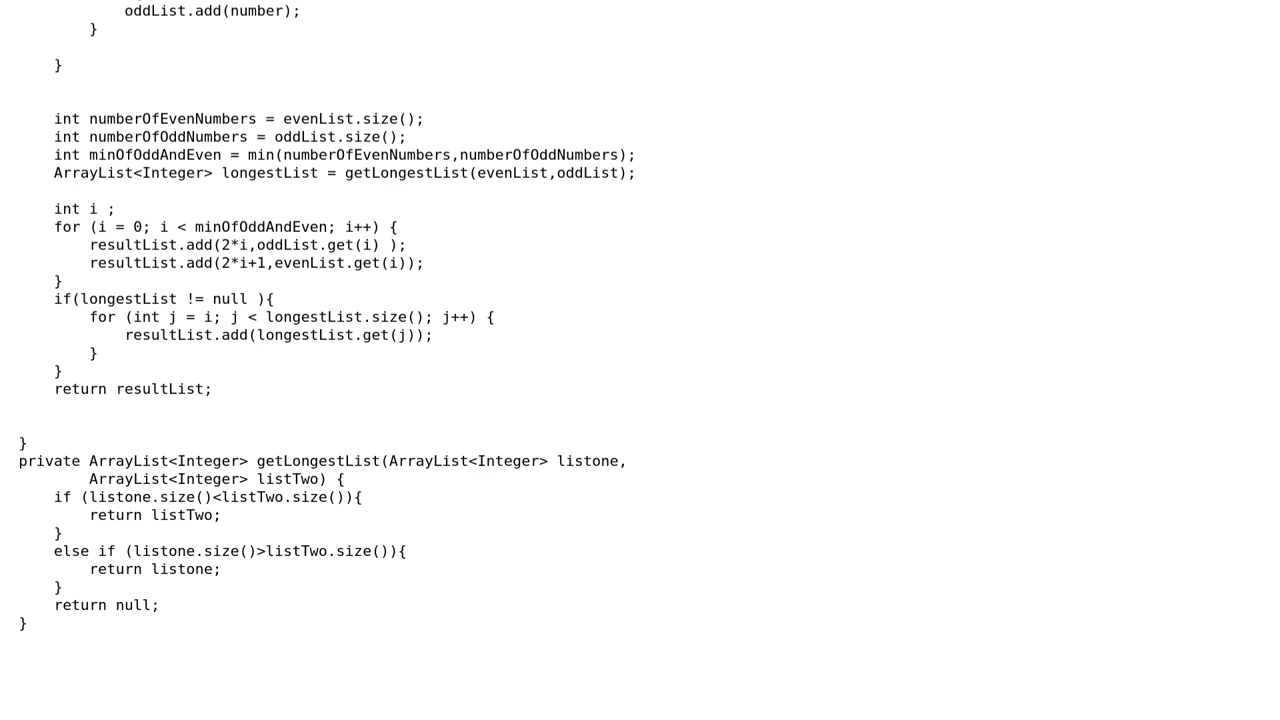 oddList.add(number);
        }

    }


    int numberOfEvenNumbers = evenList.size();
    int numberOfOddNumbers = oddList.size();
    int minOfOddAndEven = min(numberOfEvenNumbers,numberOfOddNumbers);
    ArrayList<Integer> longestList = getLongestList(evenList,oddList);

    int i ;
    for (i = 0; i < minOfOddAndEven; i++) {
        resultList.add(2*i,oddList.get(i) );
        resultList.add(2*i+1,evenList.get(i));
    }
    if(longestList != null ){
        for (int j = i; j < longestList.size(); j++) {
            resultList.add(longestList.get(j));
        }
    }
    return resultList;


}
private ArrayList<Integer> getLongestList(ArrayList<Integer> listone,
        ArrayList<Integer> listTwo) {
    if (listone.size()<listTwo.size()){
        return listTwo;
    }
    else if (listone.size()>listTwo.size()){
        return listone;
    }
    return null;
}